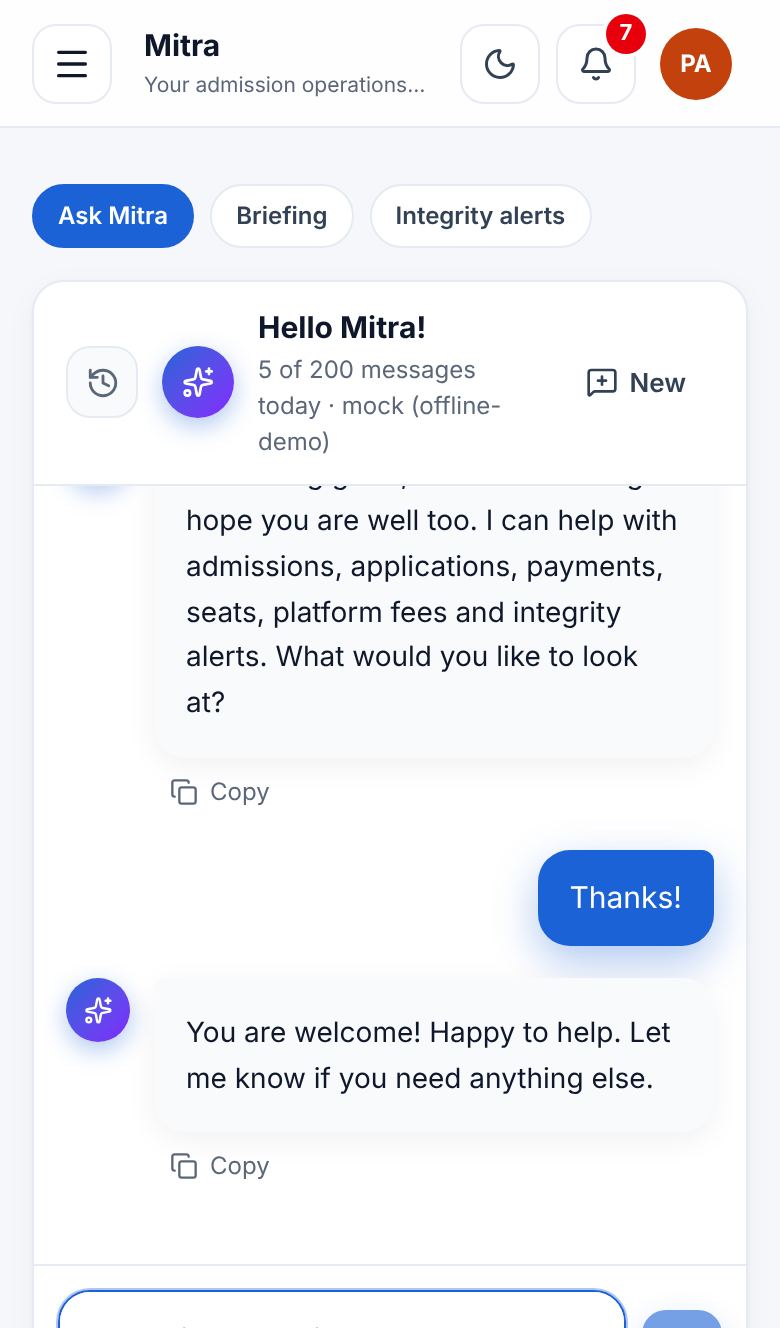 Mitra
Your admission operations...
7
PA
Ask Mitra
Briefing
Integrity alerts
Hello Mitra!
5 of 200 messages
today · mock (offline-
demo)
New
hope you are well too. I can help with
admissions, applications, payments,
seats, platform fees and integrity
alerts. What would you like to look
at?
Copy
Thanks!
You are welcome! Happy to help. Let
me know if you need anything else.
Copy